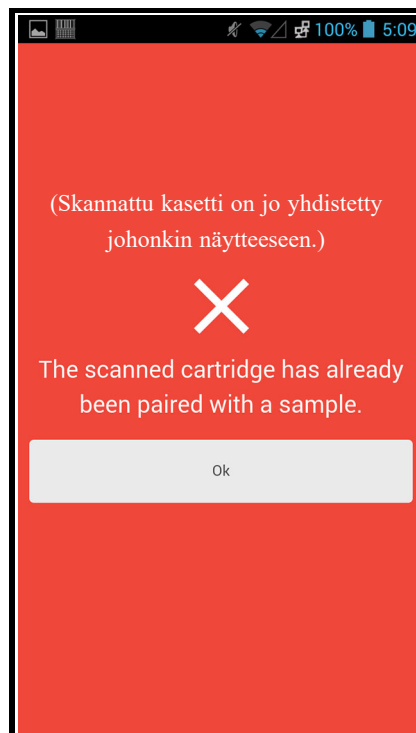 100% 5:09
(Skannattu kasetti on jo yhdistetty
johonkin näytteeseen.)
The scanned cartridge has already
been paired with a sample.
Ok